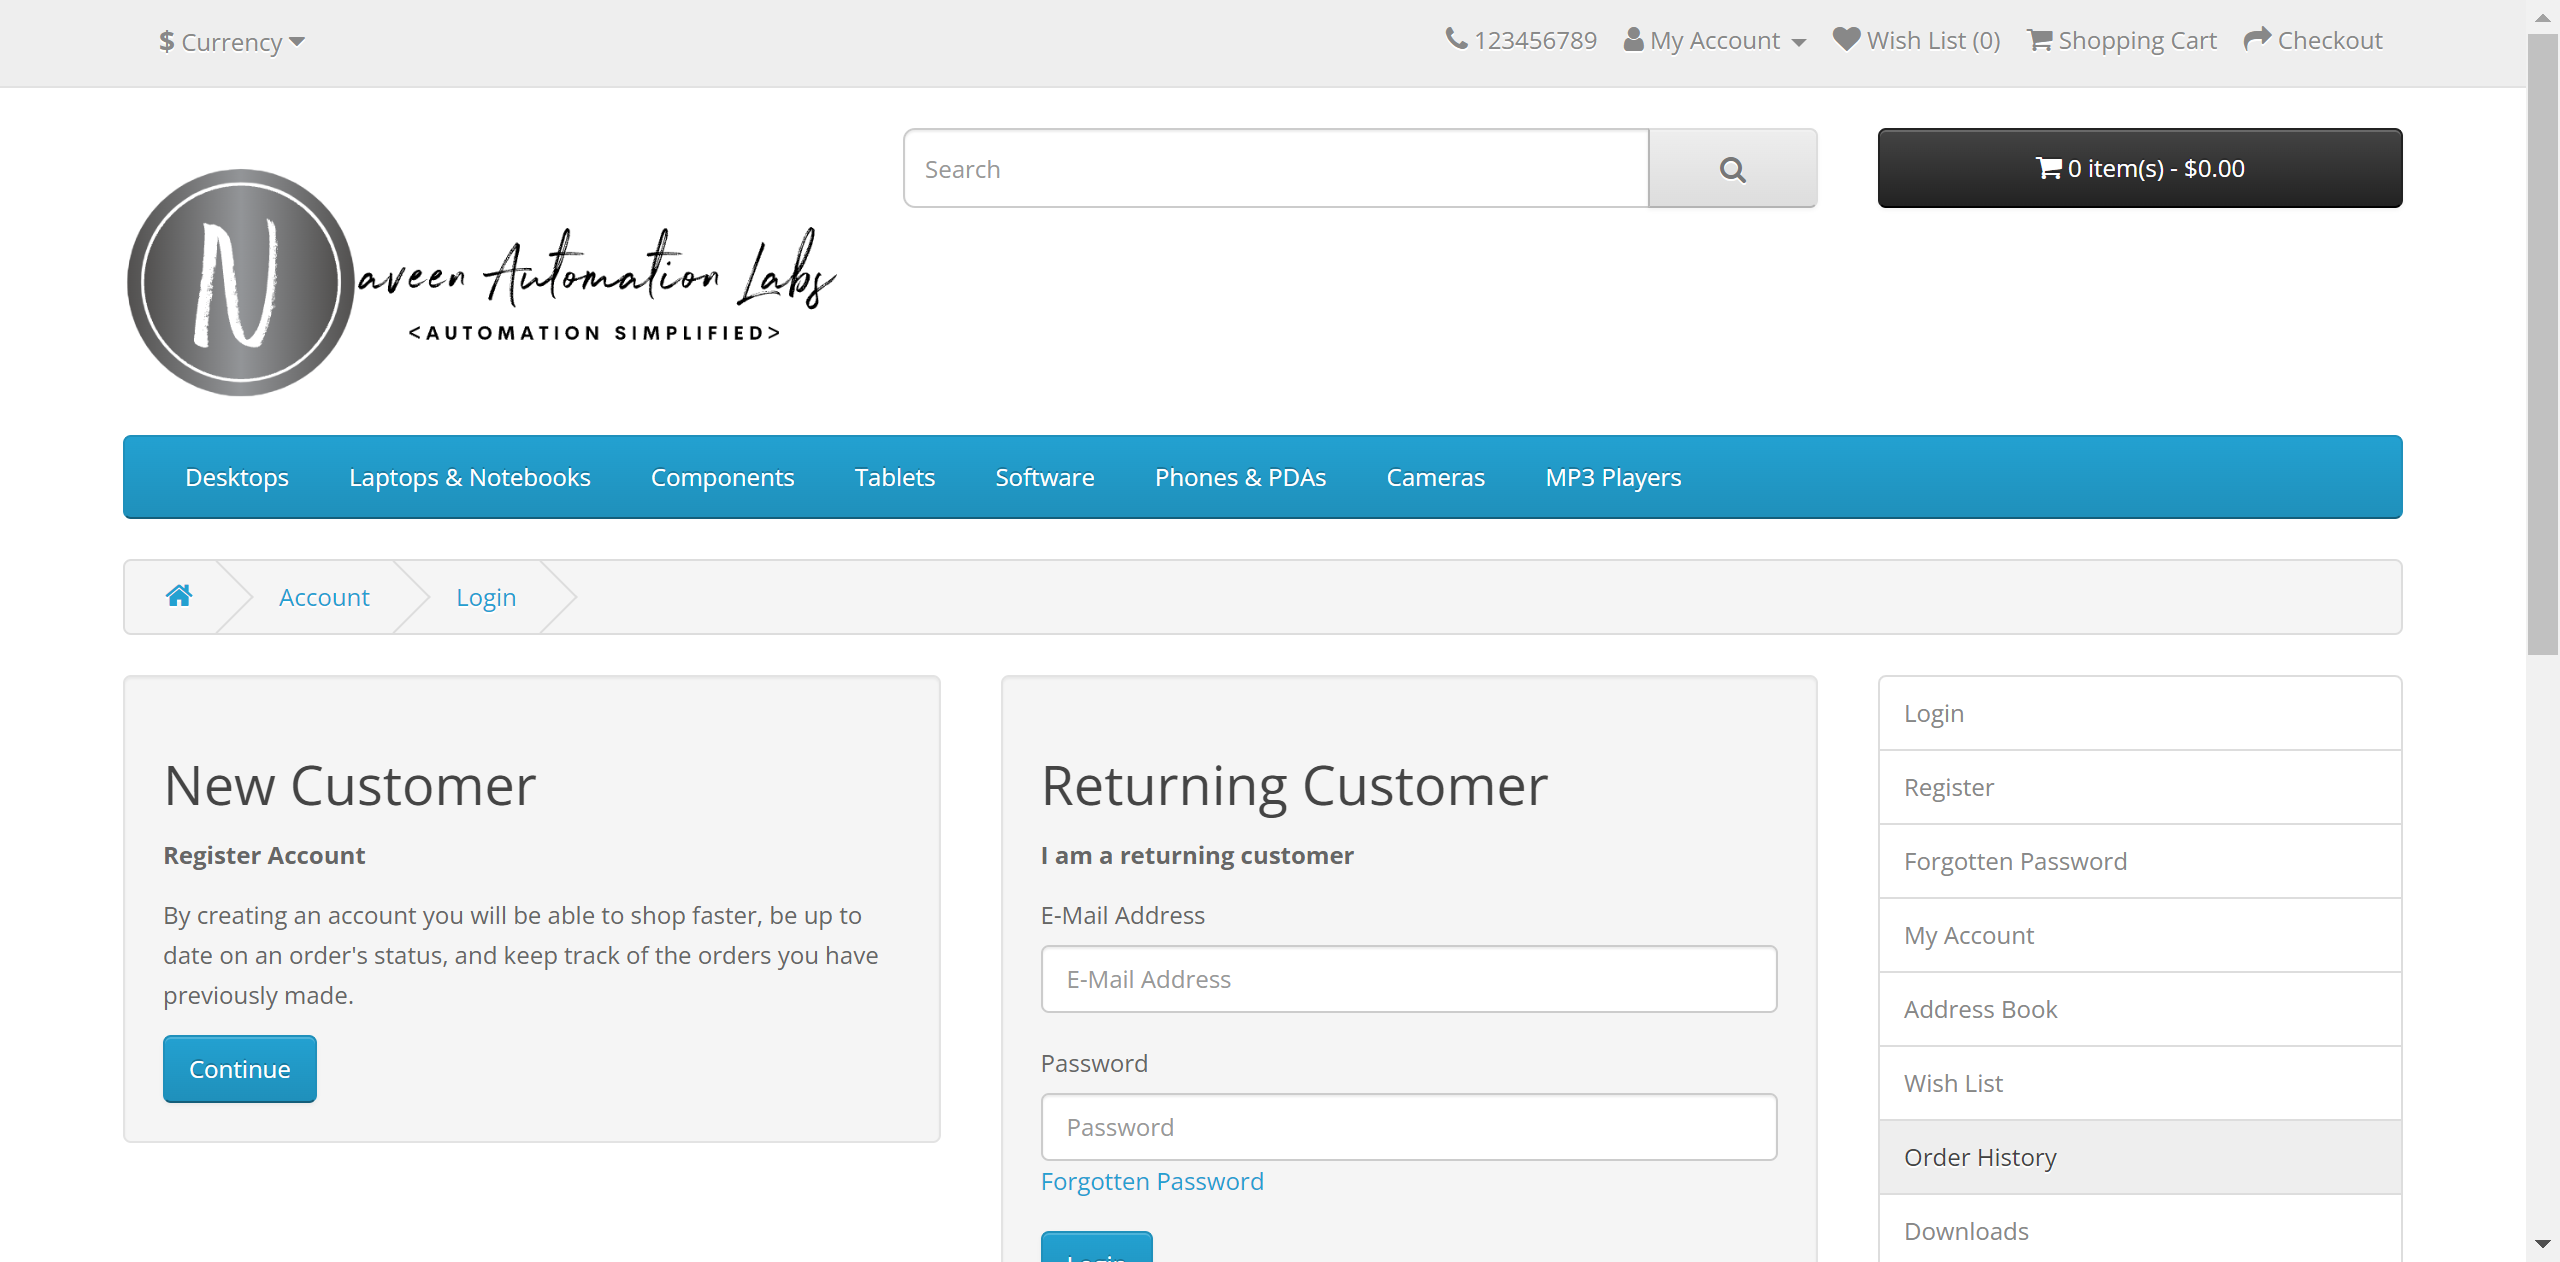 $ Currency
123456789 My Account Wish List (0) Shopping Cart Checkout
Search
0 item(s) - $0.00
Naveen Automation Labs
<AUTOMATION SIMPLIFIED>
Desktops Laptops & Notebooks Components Tablets Software Phones & PDAs Cameras MP3 Players
Account Login
New Customer
Register Account
By creating an account you will be able to shop faster, be up to
date on an order's status, and keep track of the orders you have
previously made.
Continue
Returning Customer
I am a returning customer
E-Mail Address
E-Mail Address
Password
Password
Forgotten Password
Login
Login
Register
Forgotten Password
My Account
Address Book
Wish List
Order History
Downloads